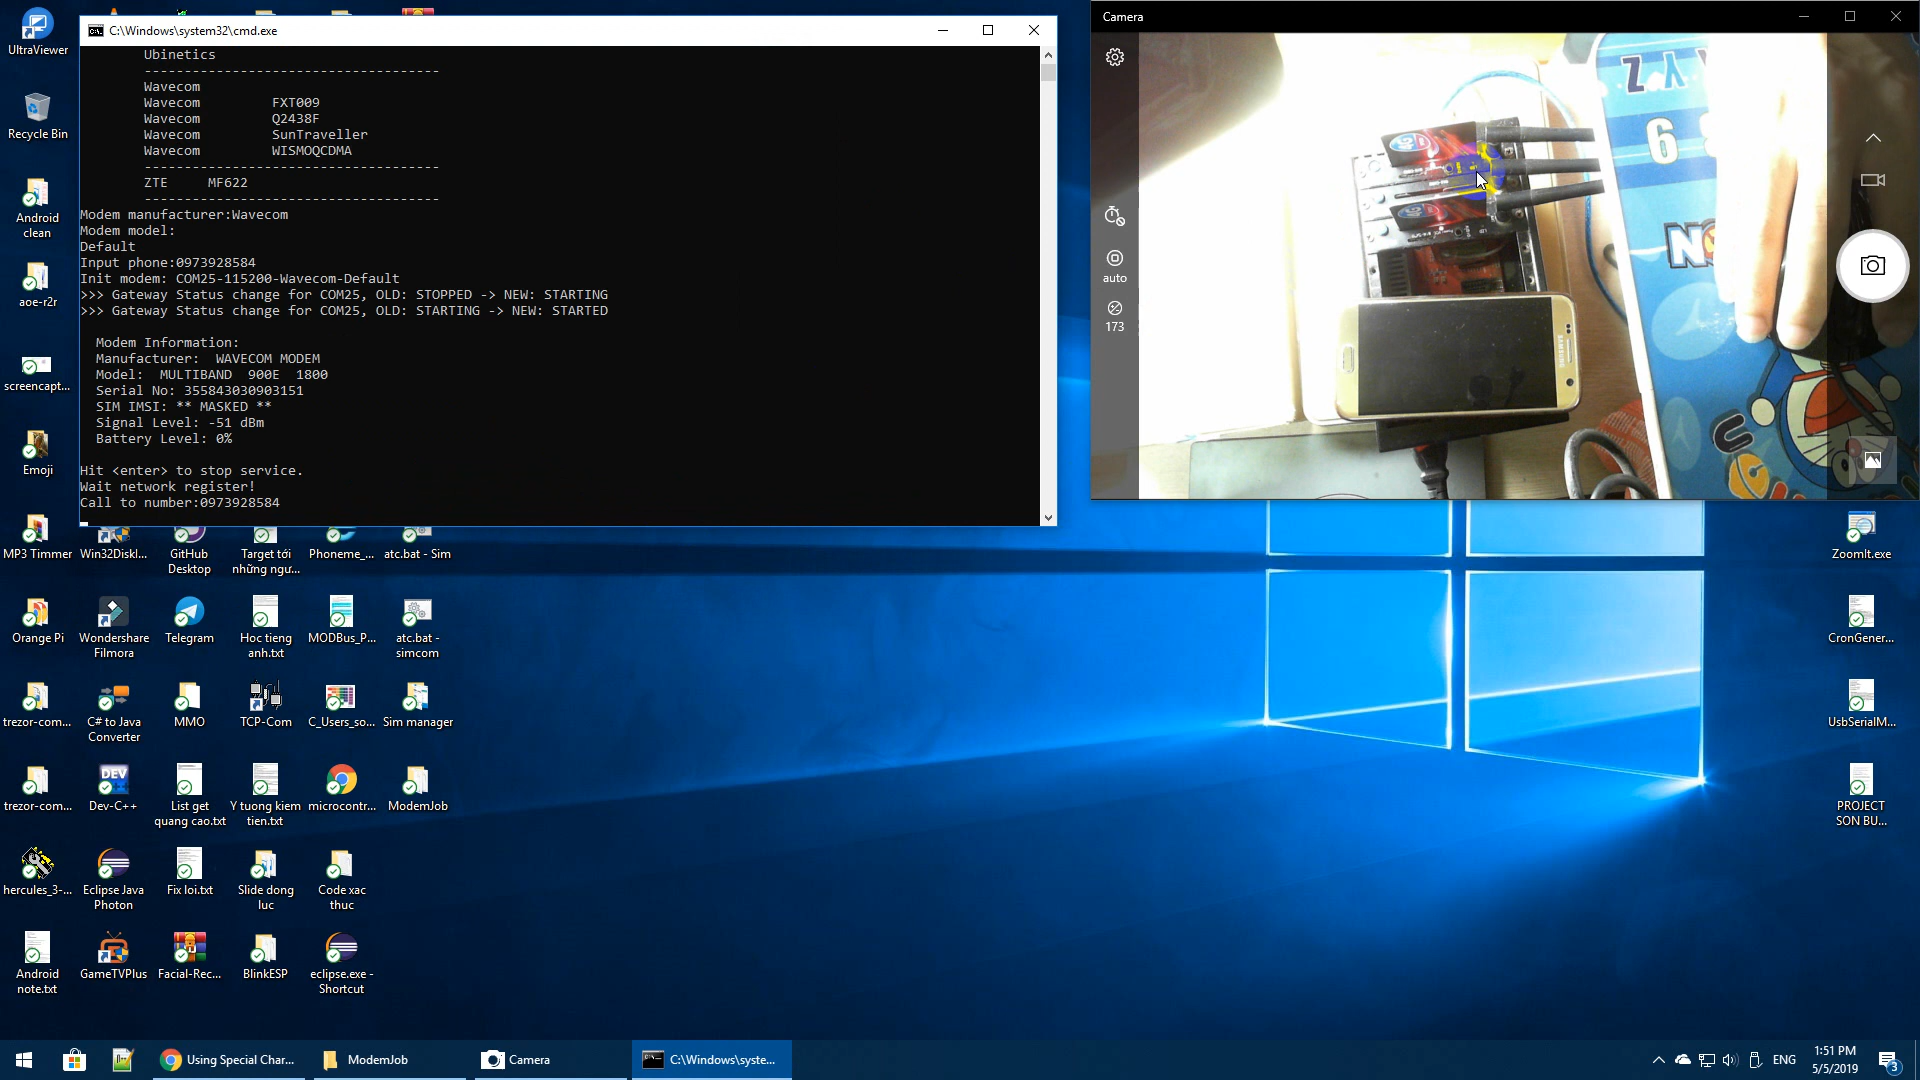 C:\Windows\system32\cmd.exe
Ubinetics
------------------------------------
Wavecom
Wavecom FXT009
Wavecom Q2438F
Wavecom SunTraveller
Wavecom WISMOQCDMA
------------------------------------
ZTE MF622
------------------------------------
Modem manufacturer:Wavecom
Modem model:
Default
Input phone:0973928584
Init modem: COM25-115200-Wavecom-Default
>>> Gateway Status change for COM25, OLD: STOPPED -> NEW: STARTING
>>> Gateway Status change for COM25, OLD: STARTING -> NEW: STARTED
Modem Information:
Manufacturer: WAVECOM MODEM
Model: MULTIBAND 900E 1800
Serial No: 355843030903151
SIM IMSI: ** MASKED **
Signal Level: -51 dBm
Battery Level: 0%
Hit <enter> to stop service.
Wait network register!
Call to number:0973928584
Camera
auto
173
4G
4G
SAMSUNG
UltraViewer
Recycle Bin
Android
clean
aoe-r2r
screencapt...
Emoji
MP3 Timmer
Win32DiskI...
GitHub
Desktop
Target tới
những ngư...
Phoneme_...
atc.bat - Sim
Orange Pi
Wondershare
Filmora
Telegram
Hoc tieng
anh.txt
MODBus_P...
atc.bat -
simcom
trezor-com...
C# to Java
Converter
MMO
TCP-Com
C_Users_so...
Sim manager
trezor-com...
DEV
Dev-C++
List get
quang cao.txt
Y tuong kiem
tien.txt
microcontr...
ModemJob
hercules_3-...
Eclipse Java
Photon
Fix loi.txt
Slide dong
luc
Code xac
thuc
Android
note.txt
GameTVPlus
Facial-Rec...
BlinkESP
eclipse.exe -
Shortcut
ZoomIt.exe
CronGener...
UsbSerialM...
PROJECT
SON BU...
Using Special Char...
ModemJob
Camera
C:\Windows\syste...
ENG
1:51 PM
5/5/2019
3